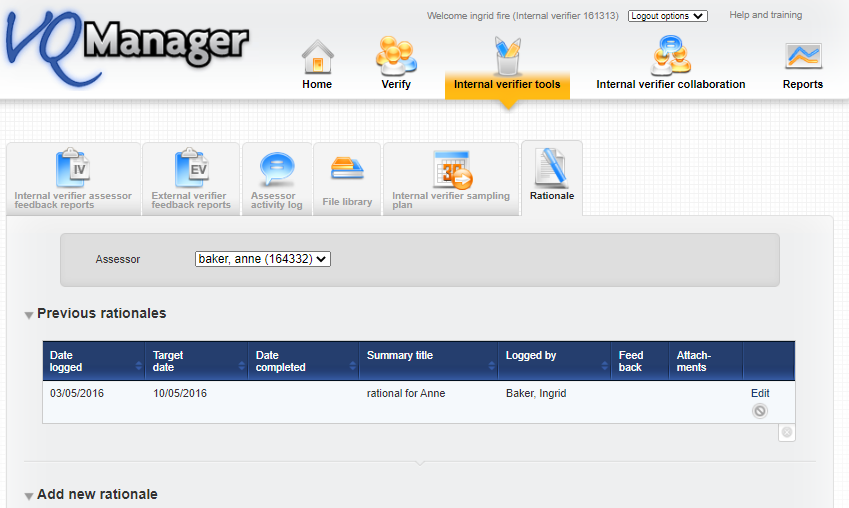 VQManager
Welcome ingrid fire (Internal verifier 161313) Logout options Help and training
Home Verify Internal verifier tools Internal verifier collaboration Reports
IV EV
Internal verifier assessor feedback reports
External verifier feedback reports
Assessor activity log
File library
Internal verifier sampling plan
Rationale
Assessor baker, anne (164332)
Previous rationales
Date logged Target date Date completed Summary title Logged by Feed back Attach-ments
03/05/2016 10/05/2016 rational for Anne Baker, Ingrid Edit
Add new rationale